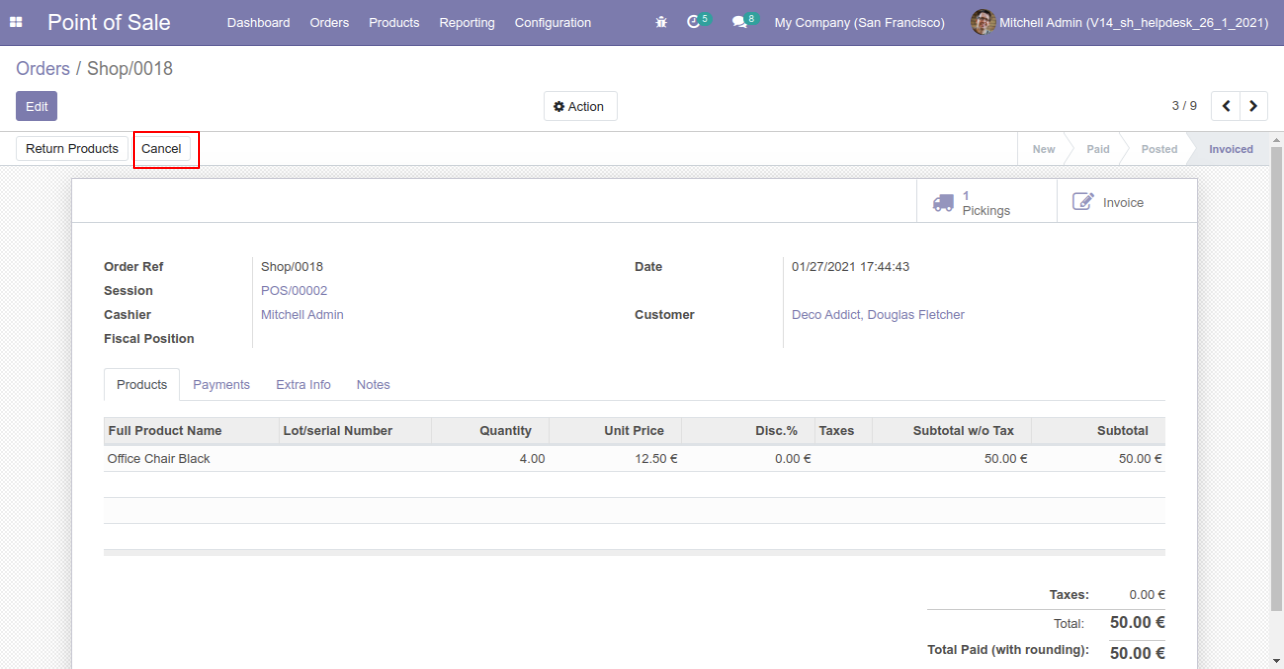 Point of Sale Dashboard Orders Products Reporting Configuration 5 8 My Company (San Francisco) Mitchell Admin (V14_sh_helpdesk_26_1_2021)
Orders / Shop/0018
Edit Action 3 / 9
Return Products Cancel New Paid Posted Invoiced
1
Pickings
Invoice
Order Ref Shop/0018 Date 01/27/2021 17:44:43
Session POS/00002
Cashier Mitchell Admin Customer Deco Addict, Douglas Fletcher
Fiscal Position
Products Payments Extra Info Notes
Full Product Name Lot/serial Number Quantity Unit Price Disc.% Taxes Subtotal w/o Tax Subtotal
Office Chair Black 4.00 12.50 € 0.00 € 50.00 € 50.00 €
Taxes: 0.00 €
Total: 50.00 €
Total Paid (with rounding): 50.00 €